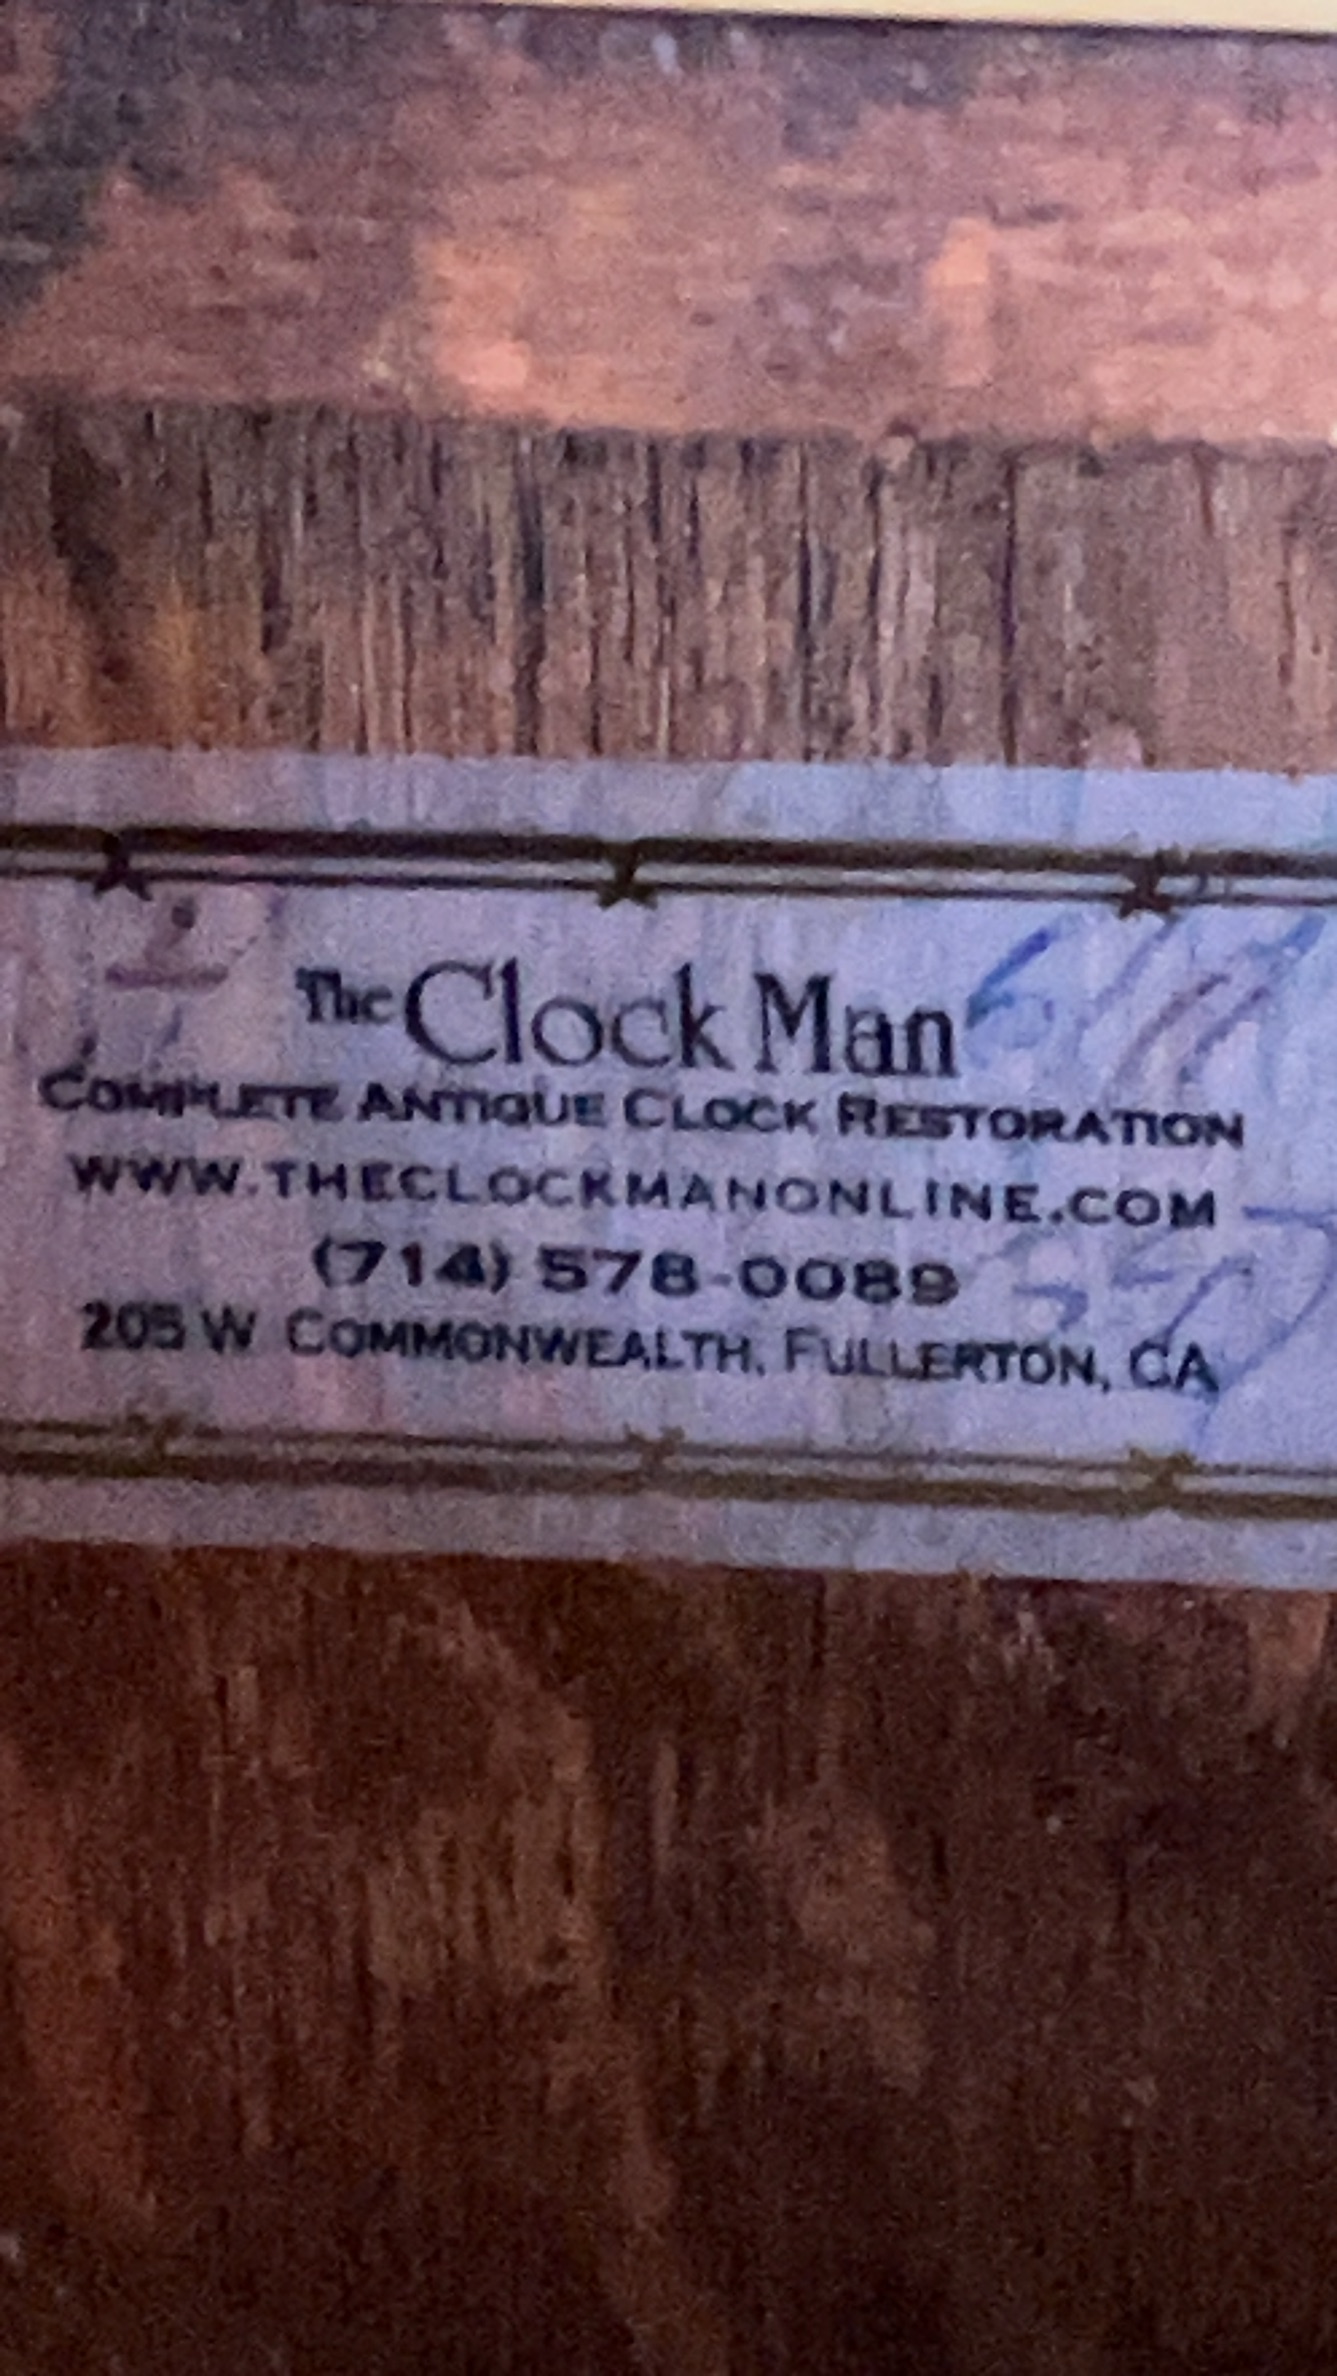 The Clock Man
COMPLETE ANTIQUE CLOCK RESTORATION
WWW.THECLOCKMANONLINE.COM
(714) 578-0089
205 W COMMONWEALTH, FULLERTON, CA